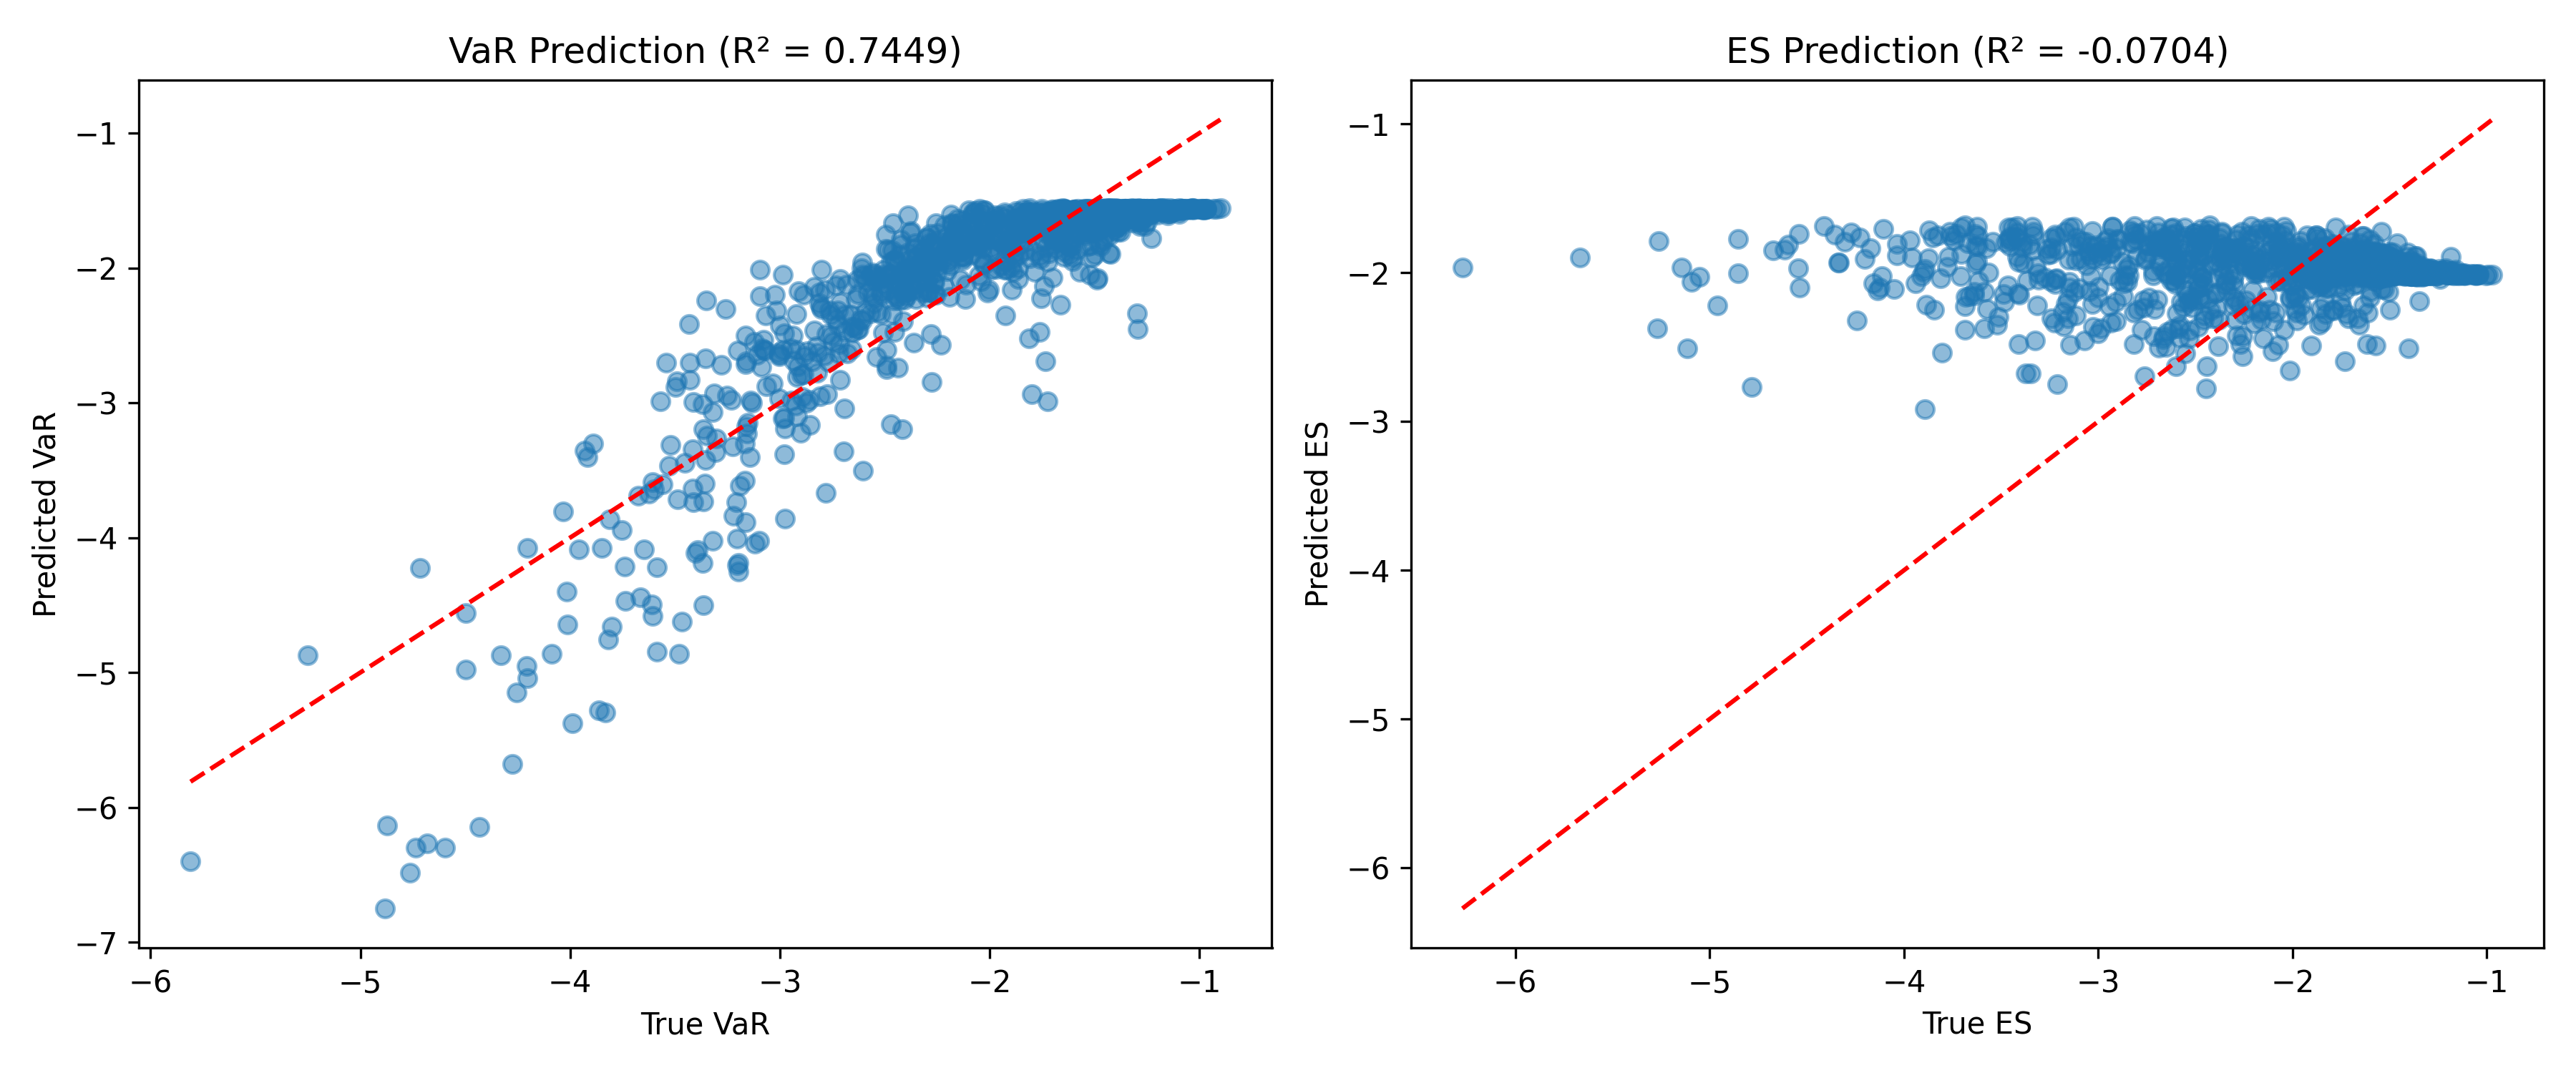 VaR Prediction (R² = 0.7449)
−1
−2
−3
−4
−5
−6
−7
Predicted VaR
−6 −5 −4 −3 −2 −1
True VaR
ES Prediction (R² = -0.0704)
−1
−2
−3
−4
−5
−6
Predicted ES
−6 −5 −4 −3 −2 −1
True ES